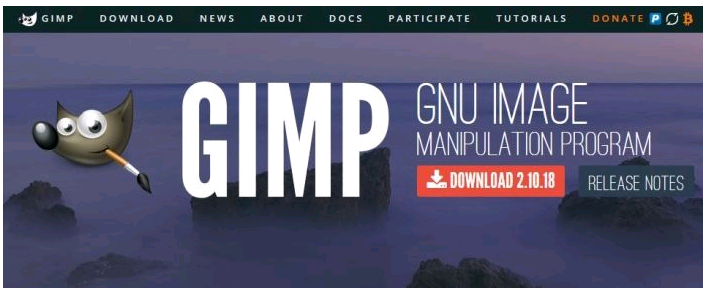 GIMP DOWNLOAD NEWS ABOUT DOCS PARTICIPATE TUTORIALS DONATE
GIMP
GNU IMAGE
MANIPULATION PROGRAM
DOWNLOAD 2.10.18 RELEASE NOTES